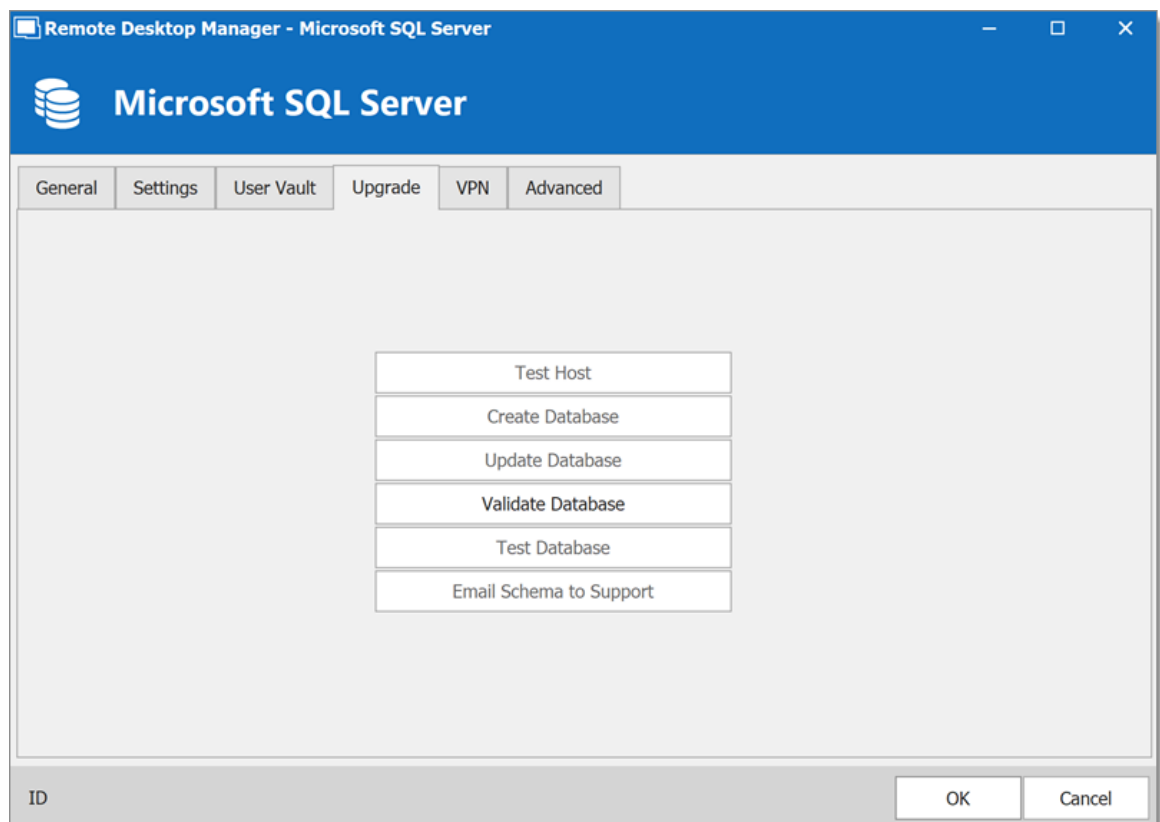 Remote Desktop Manager - Microsoft SQL Server
Microsoft SQL Server
General Settings User Vault Upgrade VPN Advanced
Test Host
Create Database
Update Database
Validate Database
Test Database
Email Schema to Support
ID OK Cancel